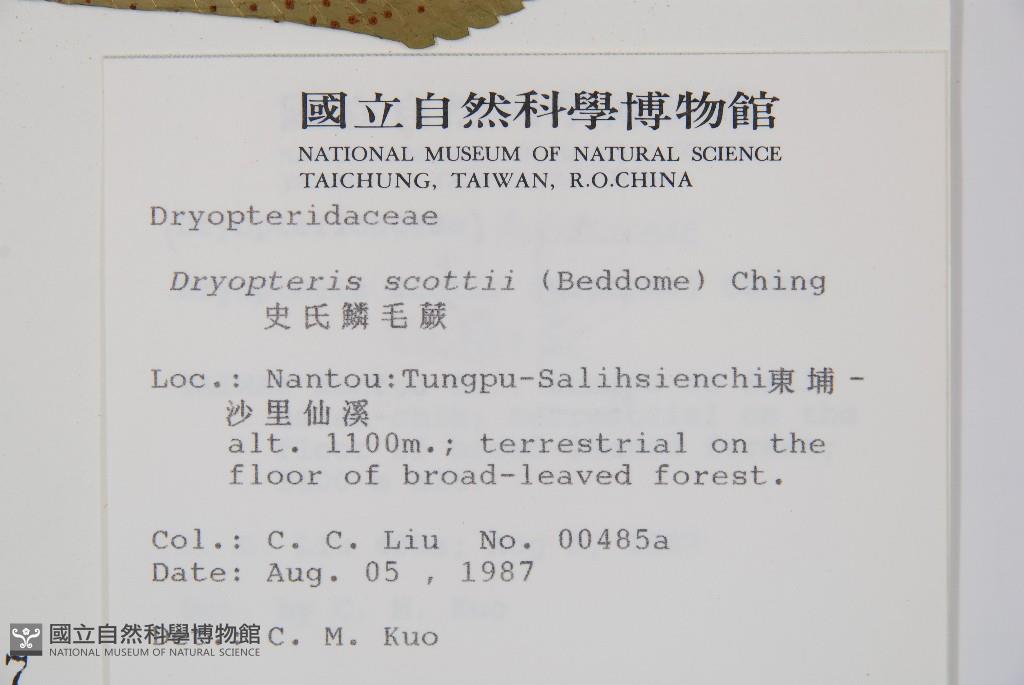 國立自然科學博物館
NATIONAL MUSEUM OF NATURAL SCIENCE
TAICHUNG, TAIWAN, R.O.CHINA
Dryopteridaceae
Dryopteris scottii (Beddome) Ching
史氏鱗毛蕨
Loc.: Nantou:Tungpu-Salihsienchi東埔-
沙里仙溪
alt. 1100m.; terrestrial on the
floor of broad-leaved forest.
Col.: C. C. Liu No. 00485a
Date: Aug. 05 , 1987
Det.: C. M. Kuo
國立自然科學博物館
NATIONAL MUSEUM OF NATURAL SCIENCE
7